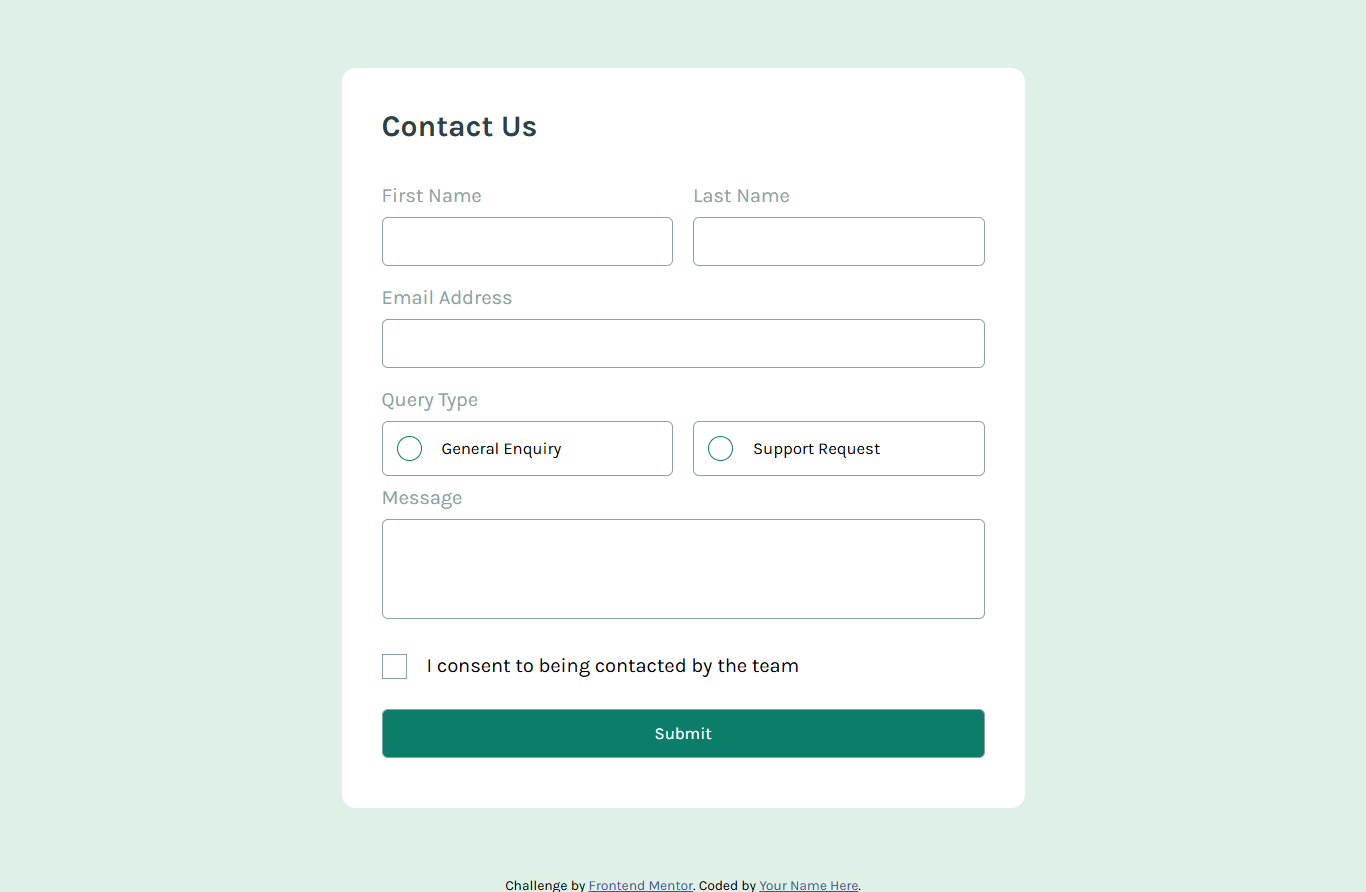 Contact Us
First Name Last Name
Email Address
Query Type
General Enquiry Support Request
Message
I consent to being contacted by the team
Submit
Challenge by Frontend Mentor. Coded by Your Name Here.